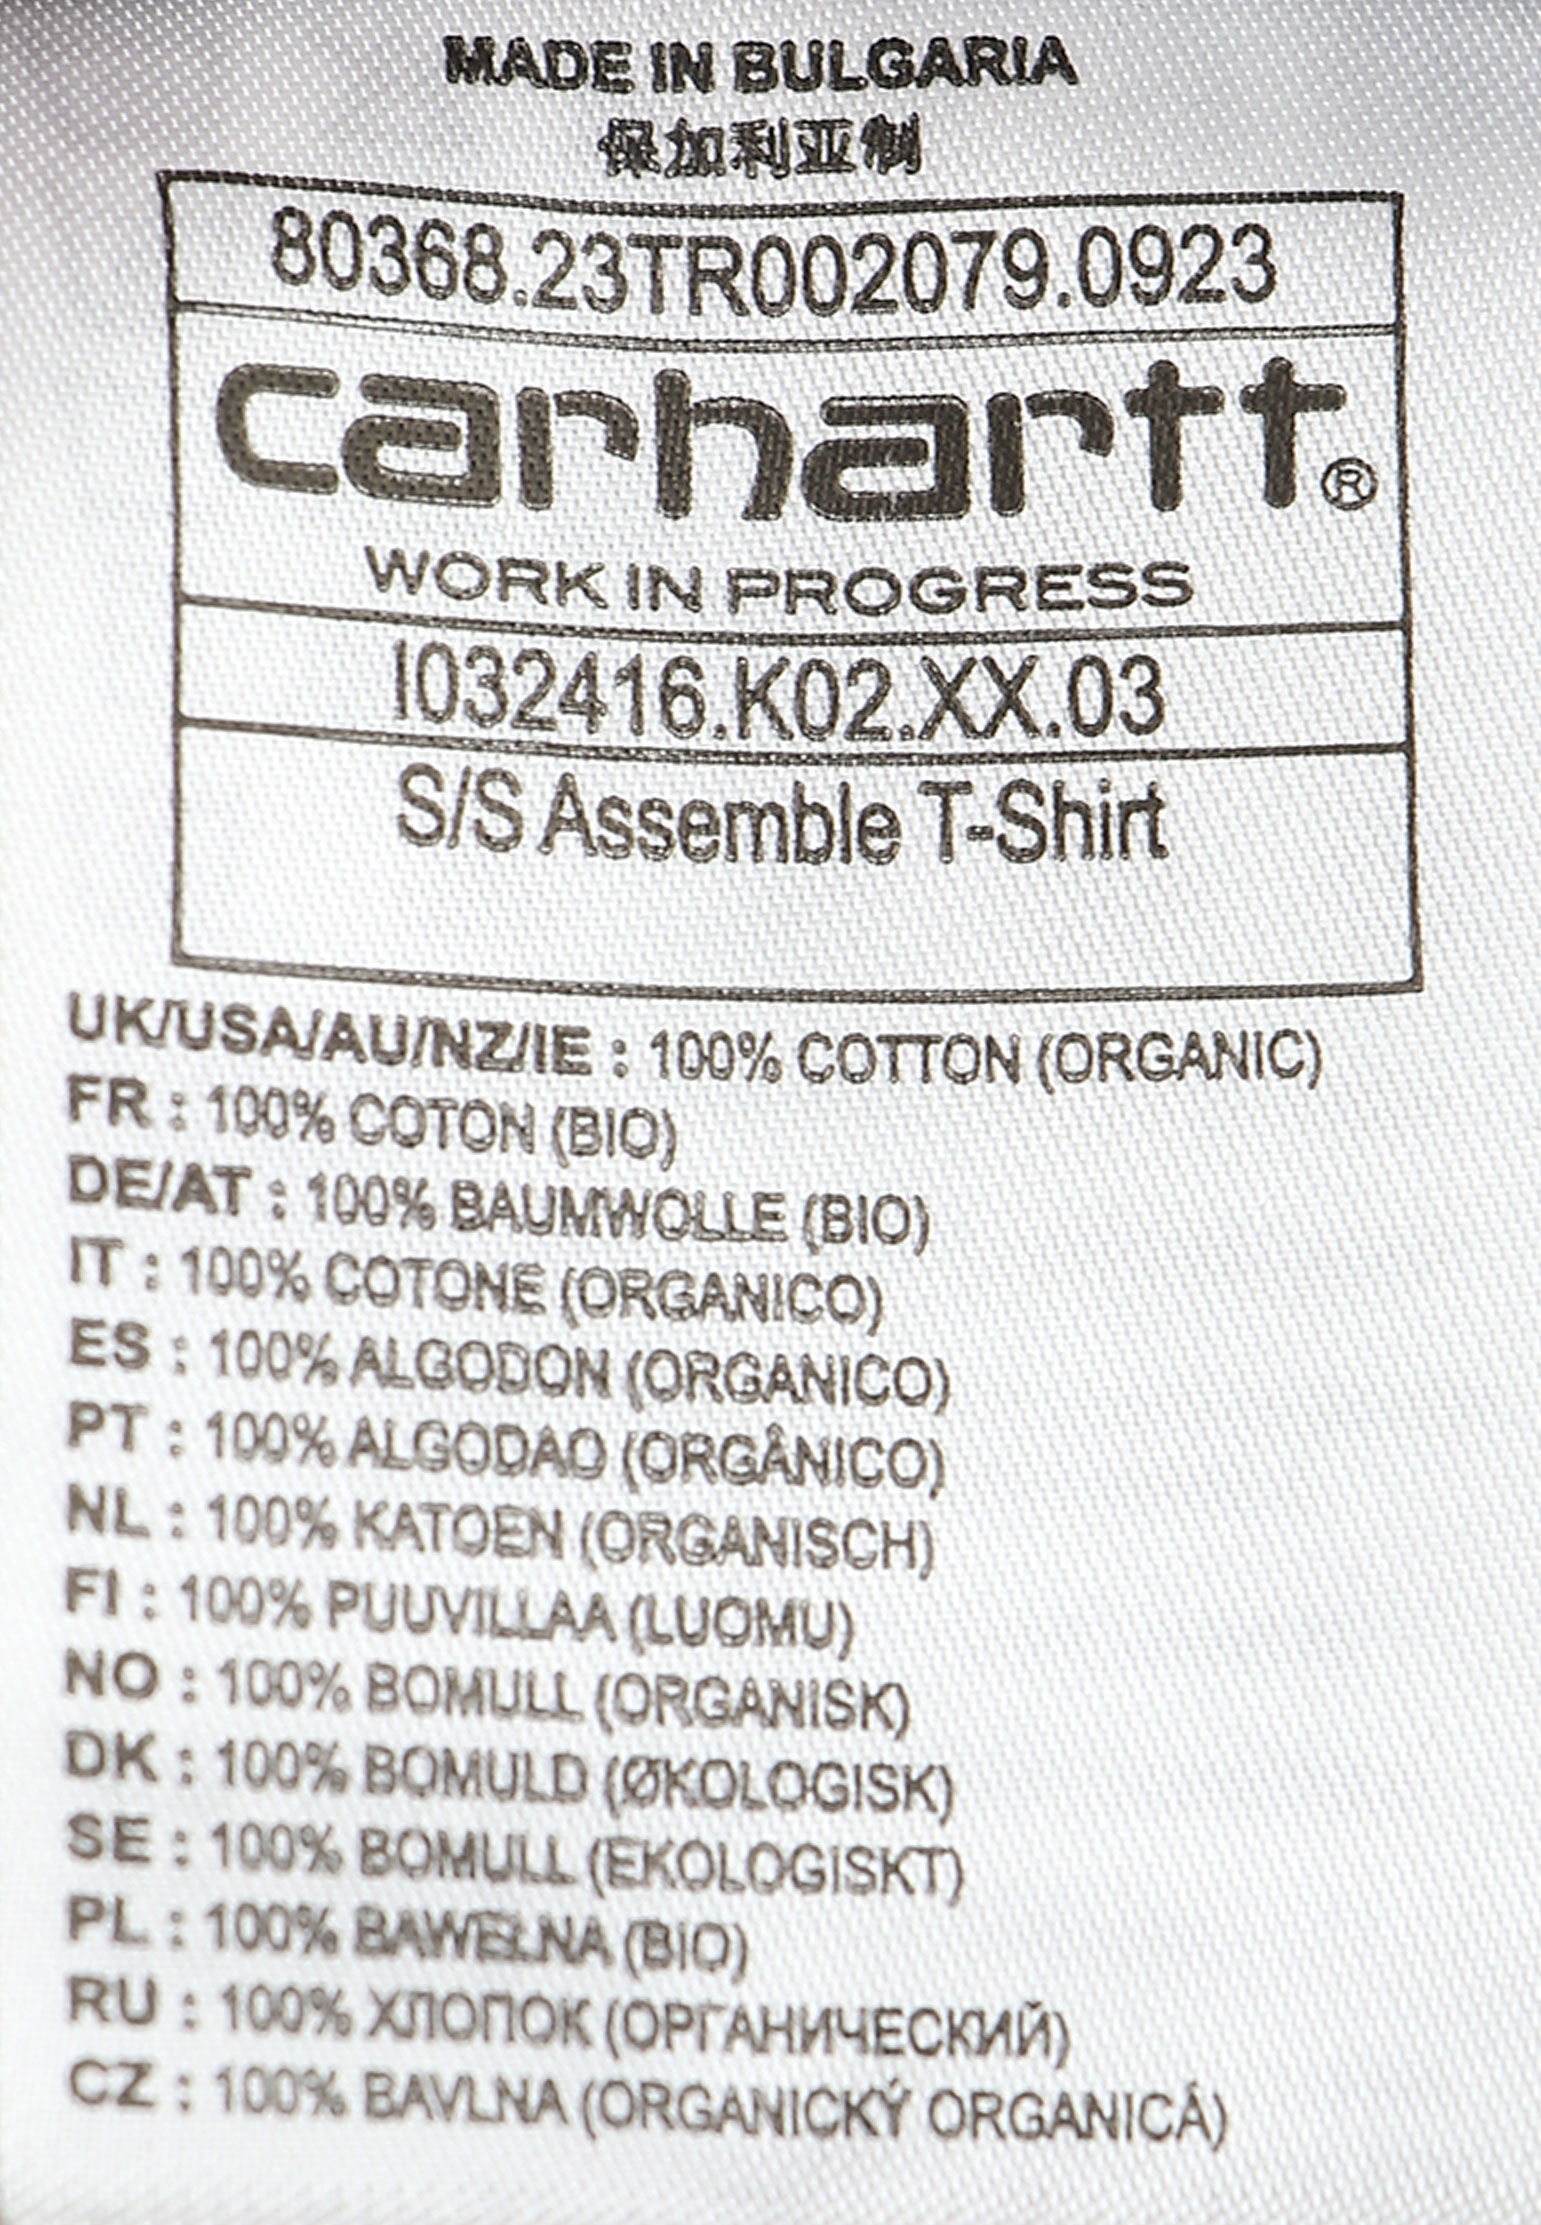 MADE IN BULGARIA
保加利亚制
80368.23TR002079.0923
carhartt®
WORK IN PROGRESS
I032416.K02.XX.03
S/S Assemble T-Shirt
UK/USA/AU/NZ/IE : 100% COTTON (ORGANIC)
FR : 100% COTON (BIO)
DE/AT : 100% BAUMWOLLE (BIO)
IT : 100% COTONE (ORGANICO)
ES : 100% ALGODON (ORGANICO)
PT : 100% ALGODAO (ORGÂNICO)
NL : 100% KATOEN (ORGANISCH)
FI : 100% PUUVILLAA (LUOMU)
NO : 100% BOMULL (ORGANISK)
DK : 100% BOMULD (ØKOLOGISK)
SE : 100% BOMULL (EKOLOGISKT)
PL : 100% BAWEŁNA (BIO)
RU : 100% ХЛОПОК (ОРГАНИЧЕСКИЙ)
CZ : 100% BAVLNA (ORGANICKÝ ORGANICÁ)